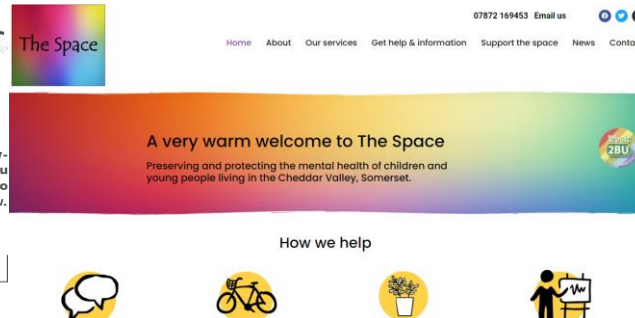 07872 169453 Email us
The Space
Home About Our services Get help & information Support the space News Conta
A very warm welcome to The Space
Preserving and protecting the mental health of children and
young people living in the Cheddar Valley, Somerset.
2BU
How we help